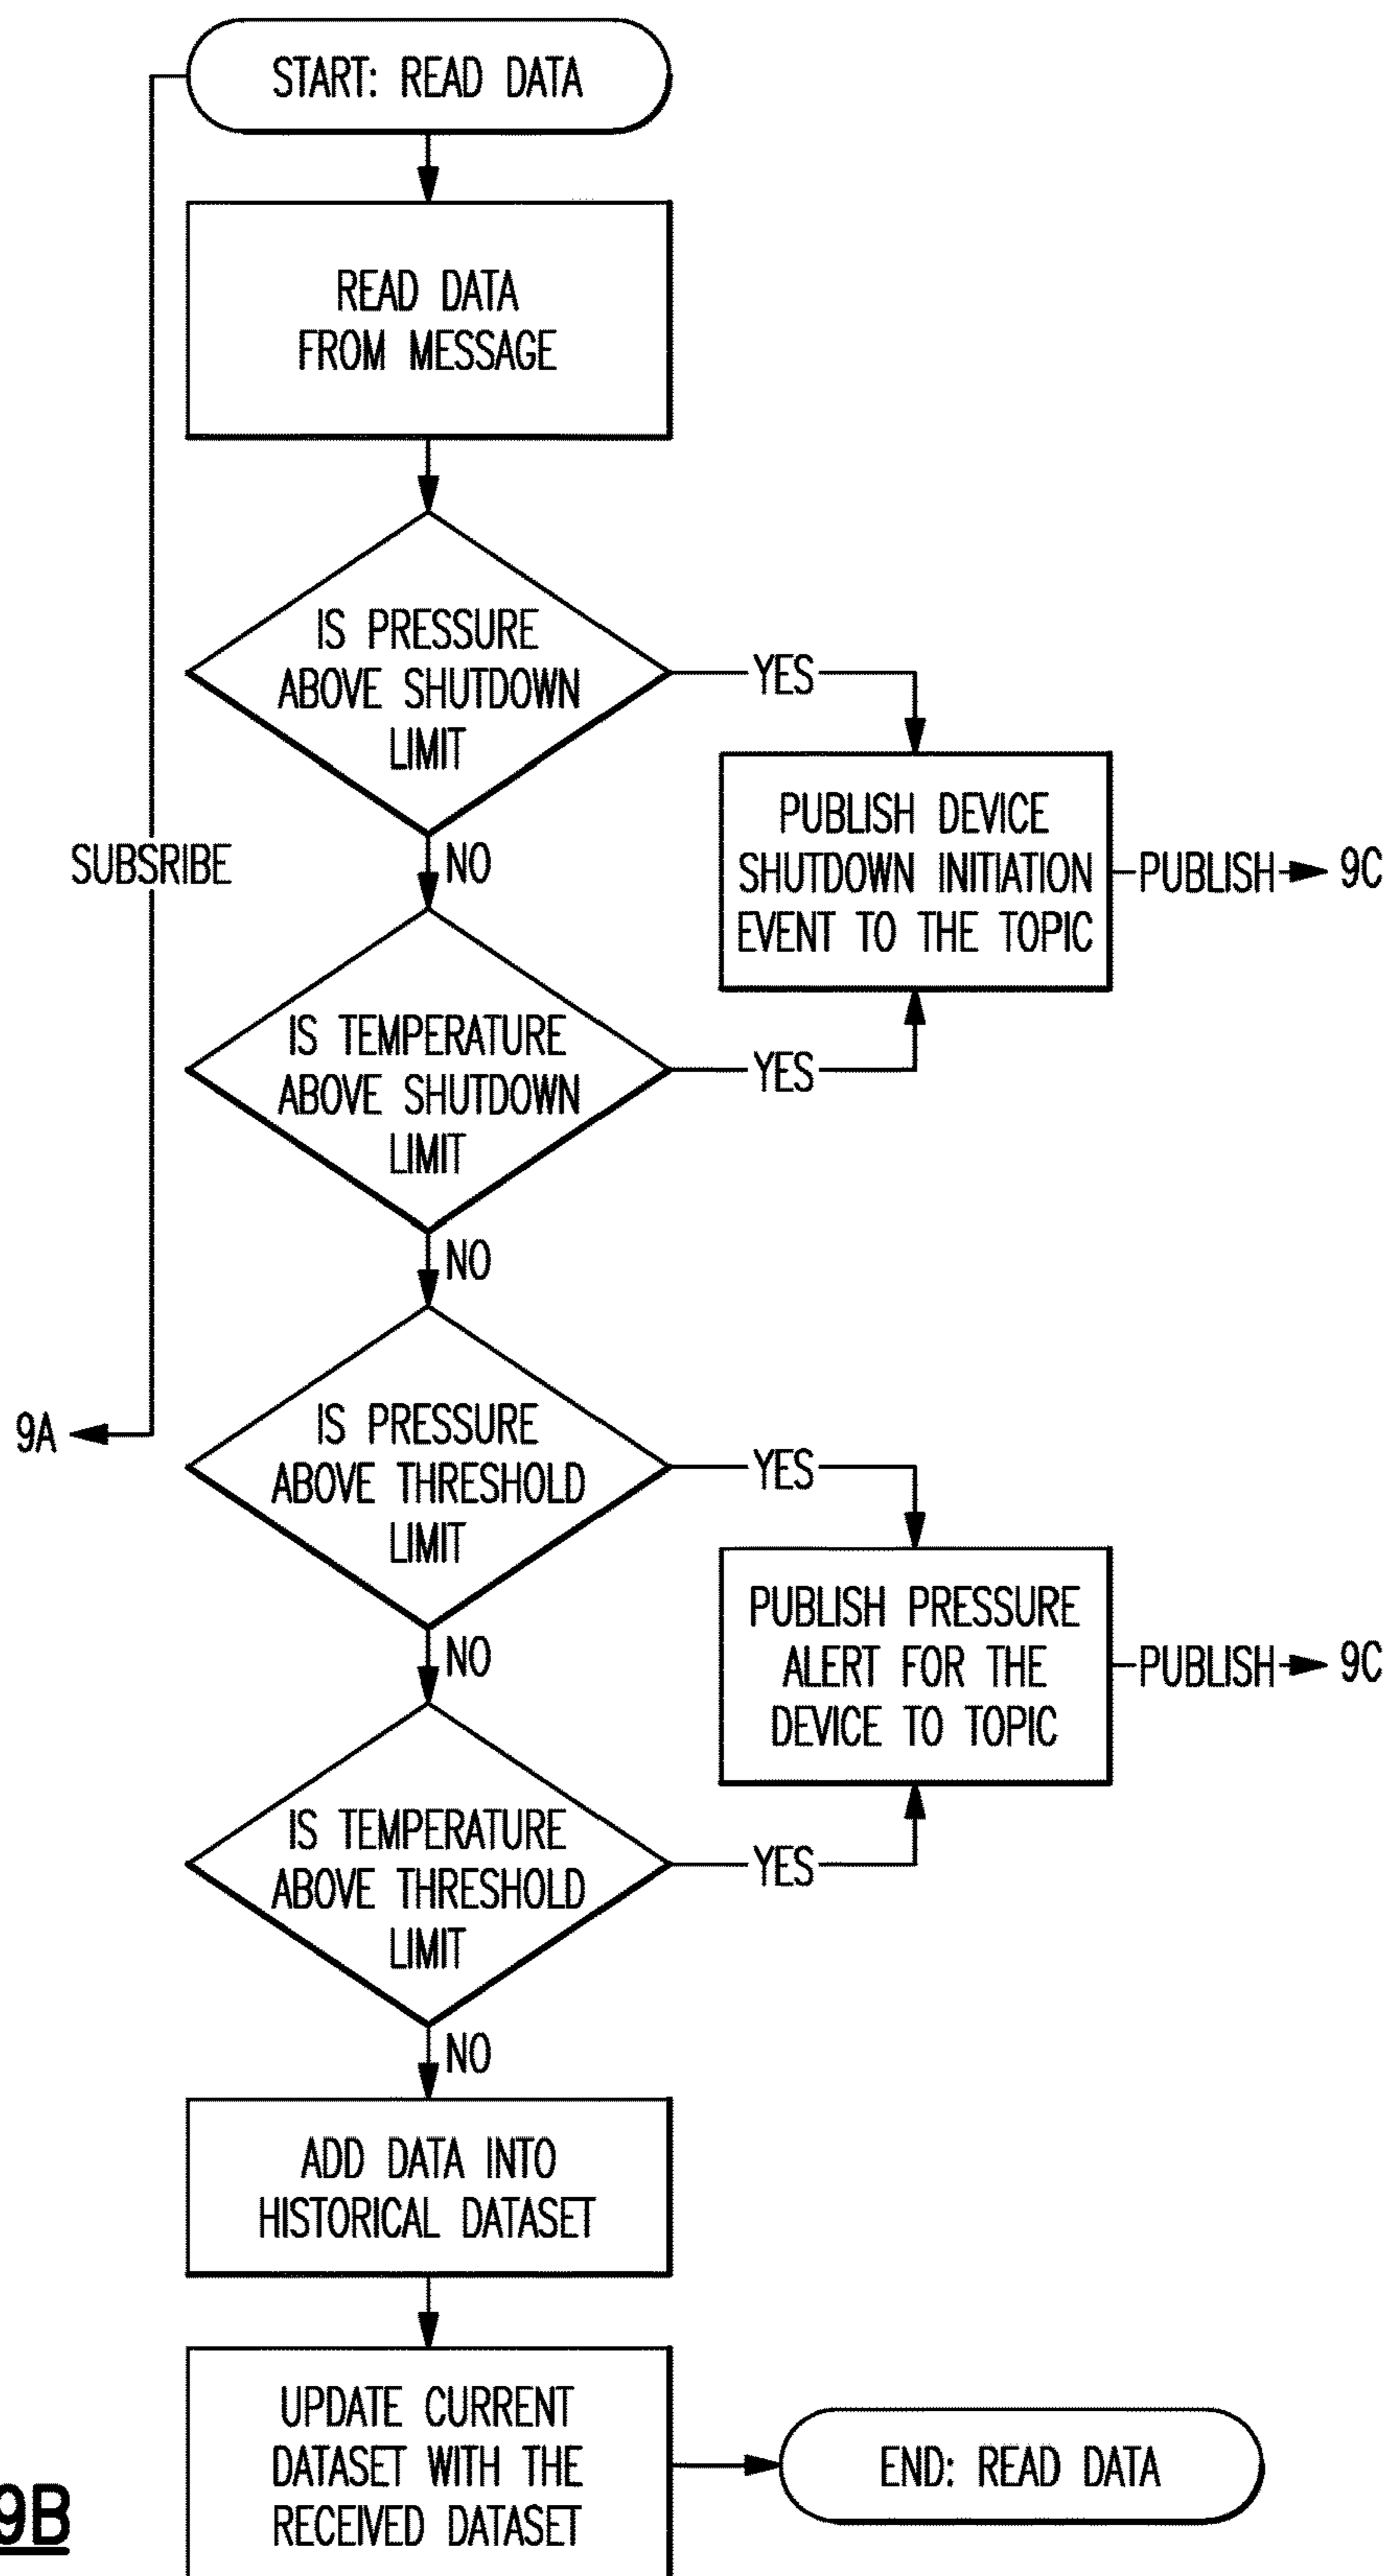 START: READ DATA
READ DATA
FROM MESSAGE
IS PRESSURE
ABOVE SHUTDOWN
LIMIT
YES
PUBLISH DEVICE
SHUTDOWN INITIATION
EVENT TO THE TOPIC
PUBLISH
9C
SUBSRIBE
NO
IS TEMPERATURE
ABOVE SHUTDOWN
LIMIT
YES
NO
9A
IS PRESSURE
ABOVE THRESHOLD
LIMIT
YES
PUBLISH PRESSURE
ALERT FOR THE
DEVICE TO TOPIC
PUBLISH
9C
NO
IS TEMPERATURE
ABOVE THRESHOLD
LIMIT
YES
NO
ADD DATA INTO
HISTORICAL DATASET
UPDATE CURRENT
DATASET WITH THE
RECEIVED DATASET
END: READ DATA
9B